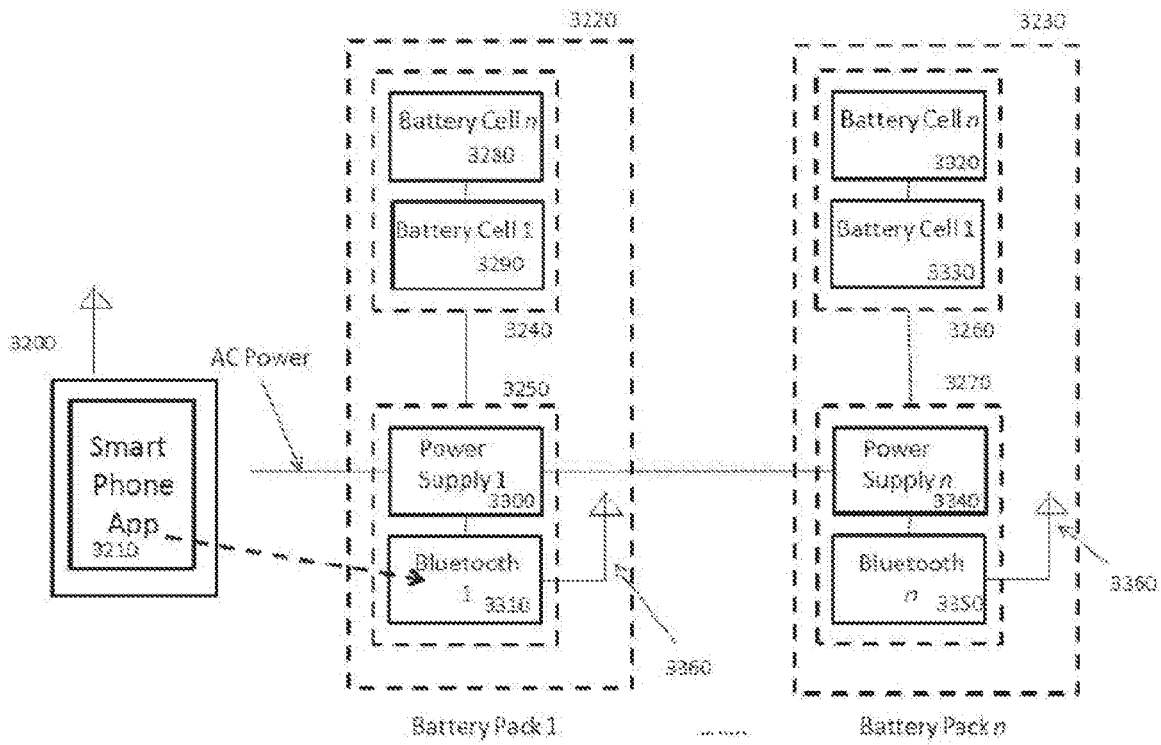 3220
3230
Battery Cell n
3280
Battery Cell n
3320
Battery Cell 1
3290
Battery Cell 1
3330
3200
3240
3260
AC Power
3250
3270
Smart
Phone
App
3210
Power
Supply 1
3300
Power
Supply n
3340
Bluetooth
1
3310
Bluetooth
n
3350
3360
3360
Battery Pack 1
......
Battery Pack n